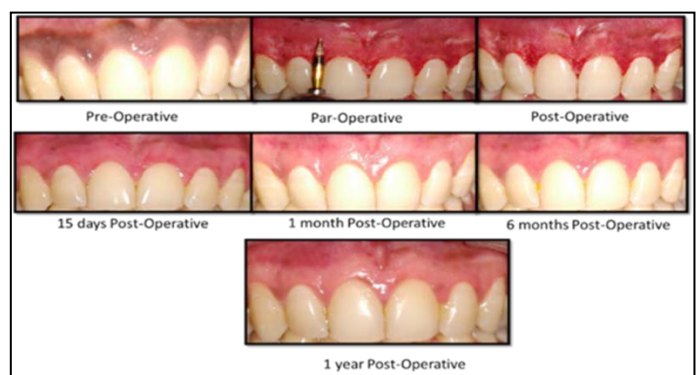 Pre-Operative
Par-Operative
Post-Operative
15 days Post-Operative
1 month Post-Operative
6 months Post-Operative
1 year Post-Operative